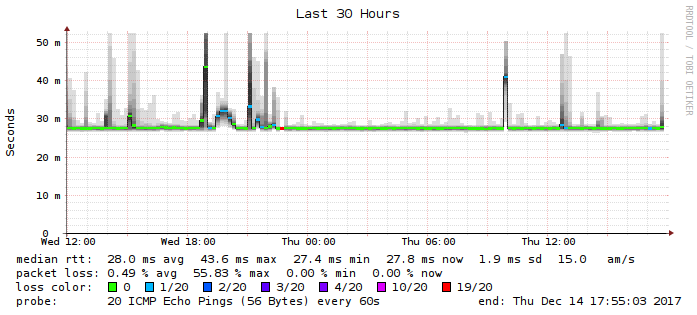 Last 30 Hours
RRDTOOL / TOBI OETIKER
Seconds
50 m
40 m
30 m
20 m
10 m
0
Wed 12:00 Wed 18:00 Thu 00:00 Thu 06:00 Thu 12:00
median rtt: 28.0 ms avg 43.6 ms max 27.4 ms min 27.8 ms now 1.9 ms sd 15.0 am/s
packet loss: 0.49 % avg 55.83 % max 0.00 % min 0.00 % now
loss color: 0 1/20 2/20 3/20 4/20 10/20 19/20
probe: 20 ICMP Echo Pings (56 Bytes) every 60s end: Thu Dec 14 17:55:03 2017